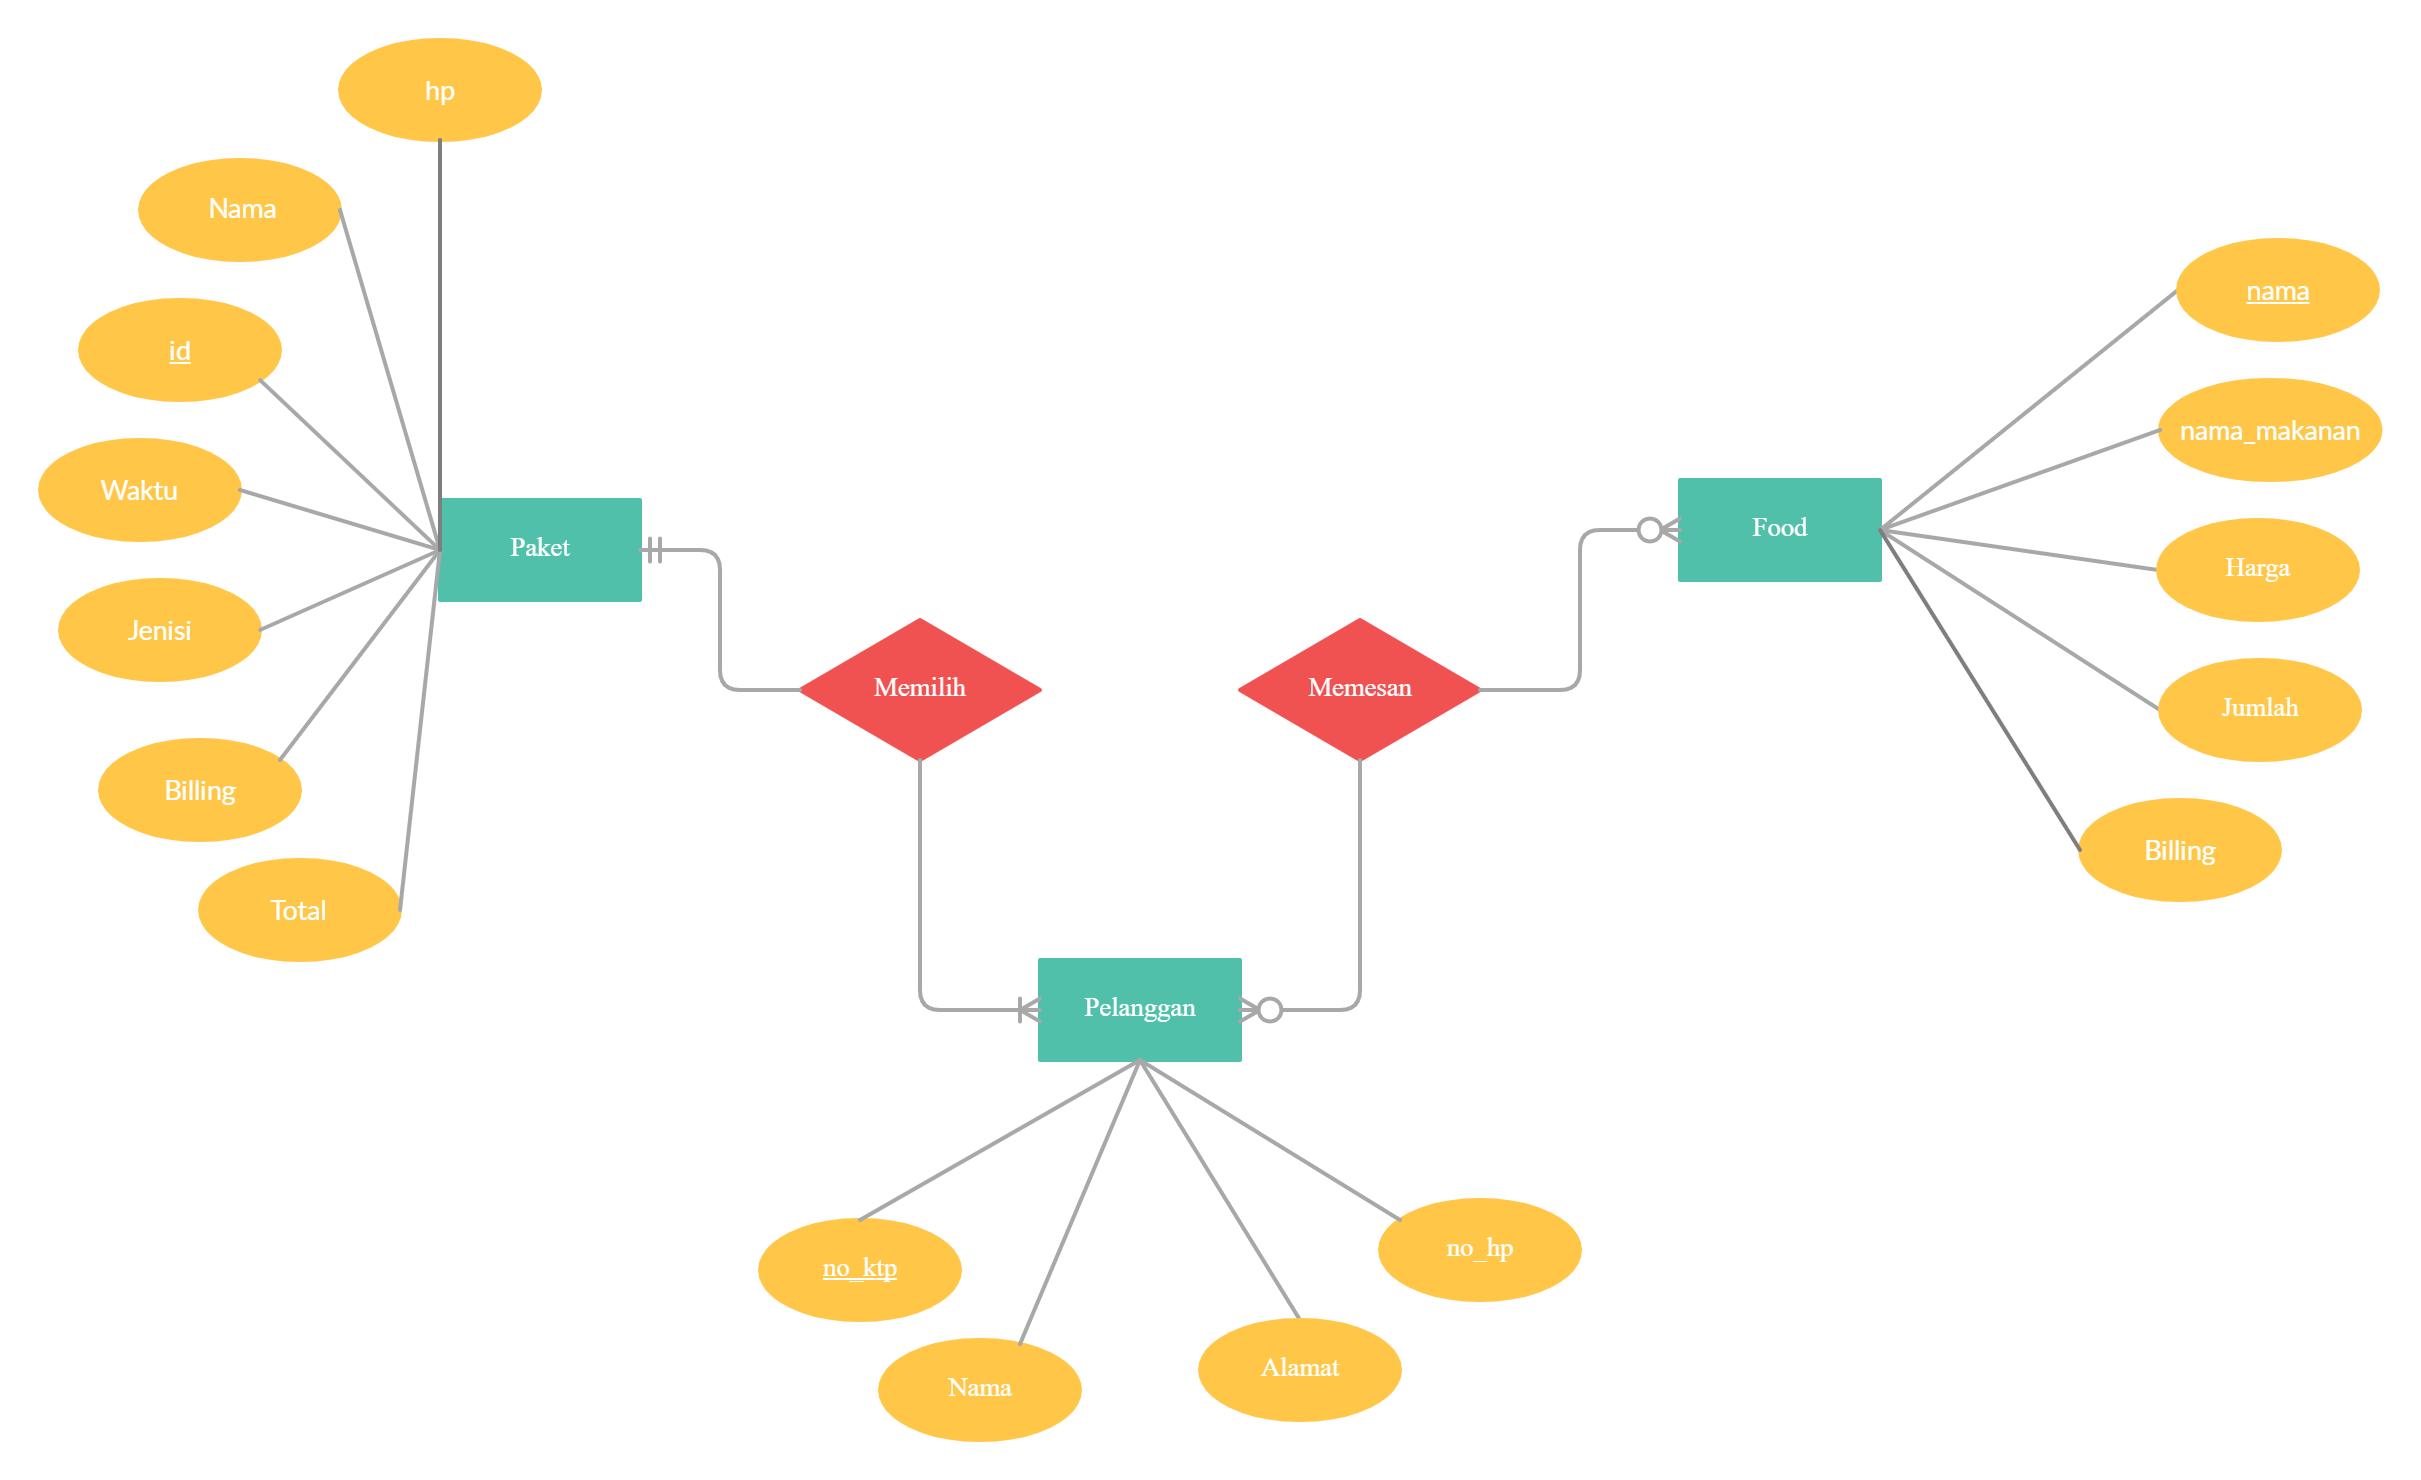 hp
Nama
id
Waktu
Jenisi
Billing
Total
Paket
Memilih
Memesan
Food
nama
nama_makanan
Harga
Jumlah
Billing
Pelanggan
no_ktp
Nama
Alamat
no_hp